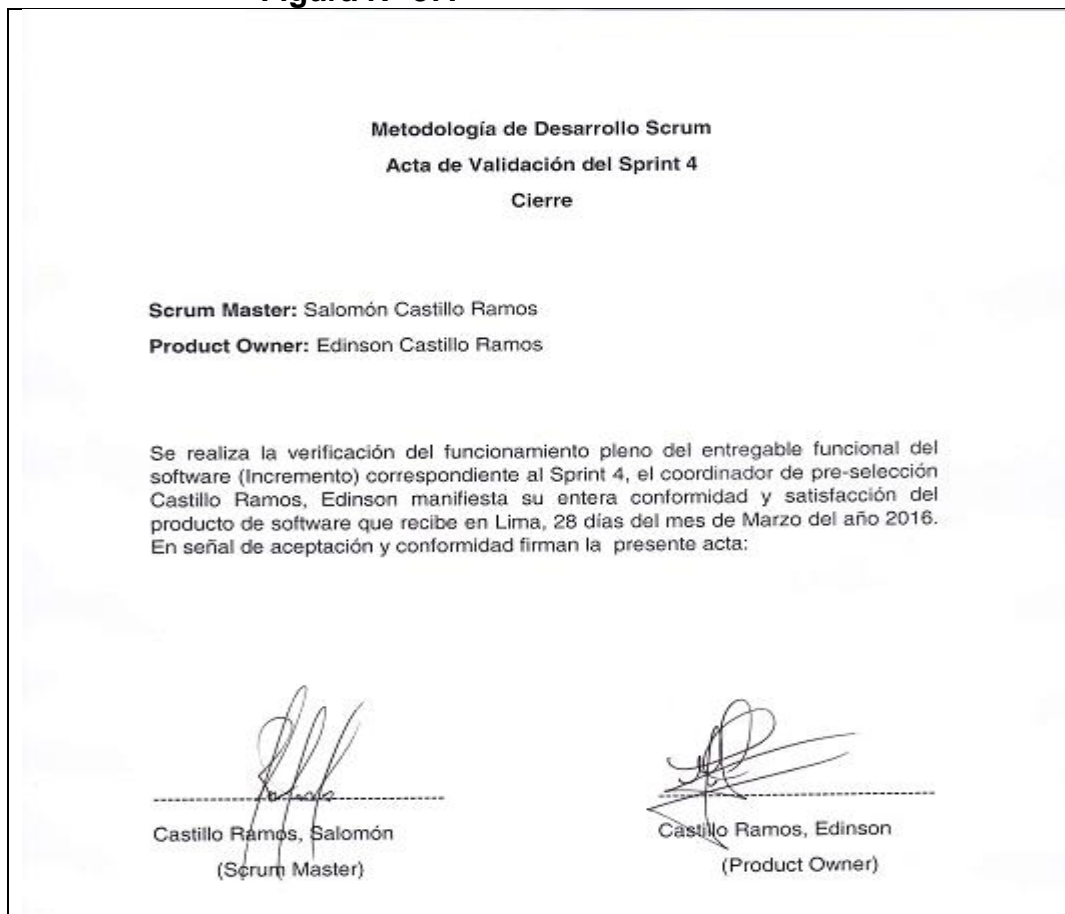 Metodología de Desarrollo Scrum
Acta de Validación del Sprint 4
Cierre
Scrum Master: Salomón Castillo Ramos
Product Owner: Edinson Castillo Ramos
Se realiza la verificación del funcionamiento pleno del entregable funcional del
software (Incremento) correspondiente al Sprint 4, el coordinador de pre-selección
Castillo Ramos, Edinson manifiesta su entera conformidad y satisfacción del
producto de software que recibe en Lima, 28 días del mes de Marzo del año 2016.
En señal de aceptación y conformidad firman la presente acta:
Castillo Ramos, Salomón
Castillo Ramos, Edinson
(Scrum Master)
(Product Owner)